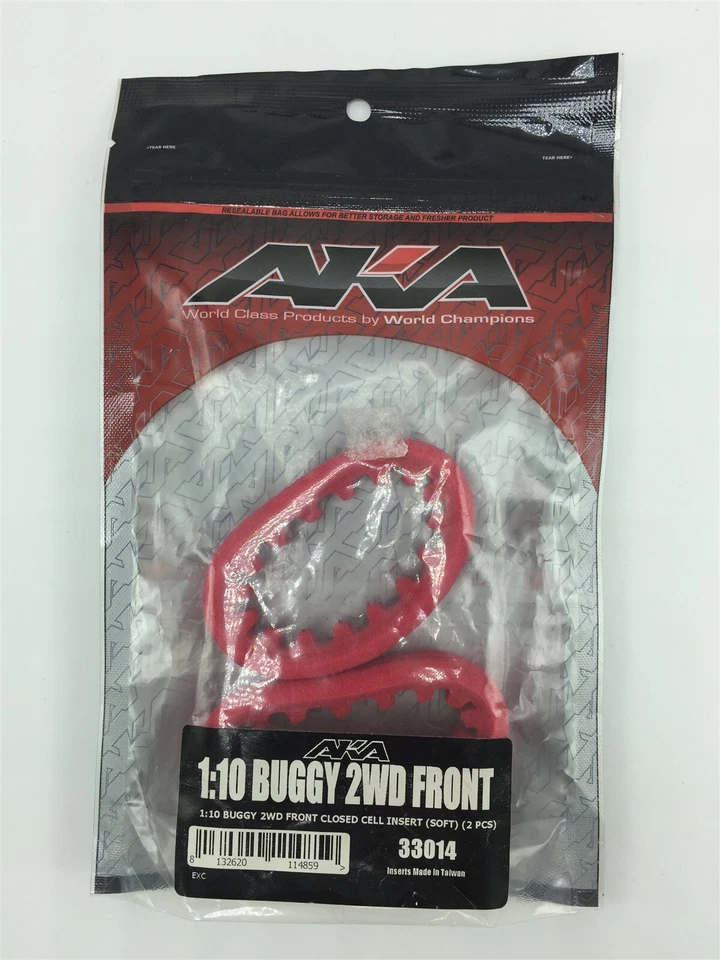 <TEAR HERE
TEAR HERE>
RESEALABLE BAG ALLOWS FOR BETTER STORAGE AND FRESHER PRODUCT
AKA
World Class Products by World Champions
AKA
1:10 BUGGY 2WD FRONT
1:10 BUGGY 2WD FRONT CLOSED CELL INSERT (SOFT) (2 PCS)
8 132620 114859 >
33014
EXC
Inserts Made in Taiwan